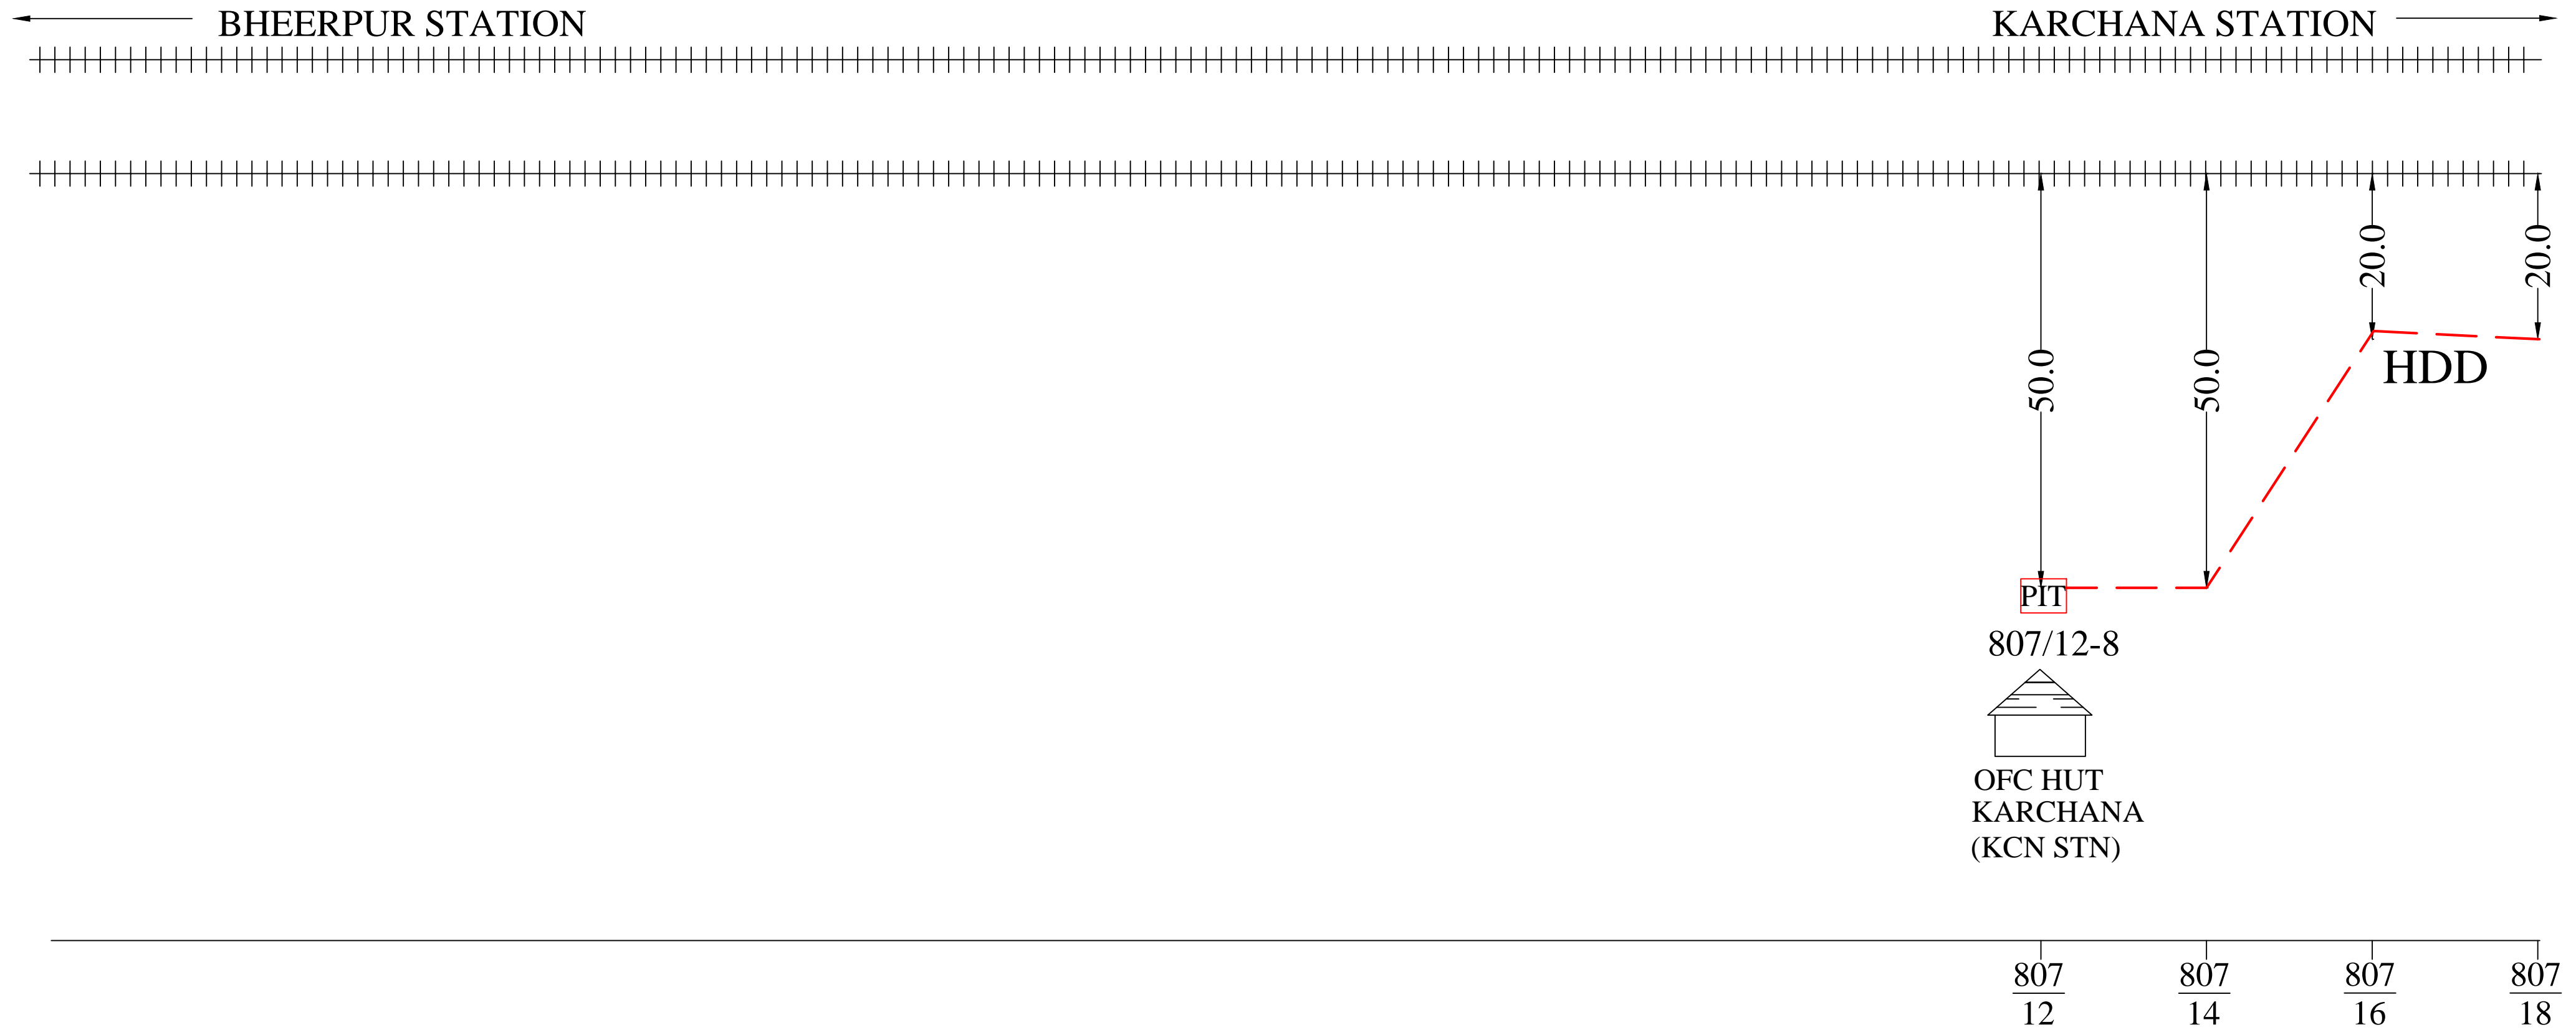 BHEERPUR STATION
KARCHANA STATION
20.0
20.0
50.0
50.0
HDD
PIT
807/12-8
OFC HUT
KARCHANA
(KCN STN)
807
12
807
14
807
16
807
18